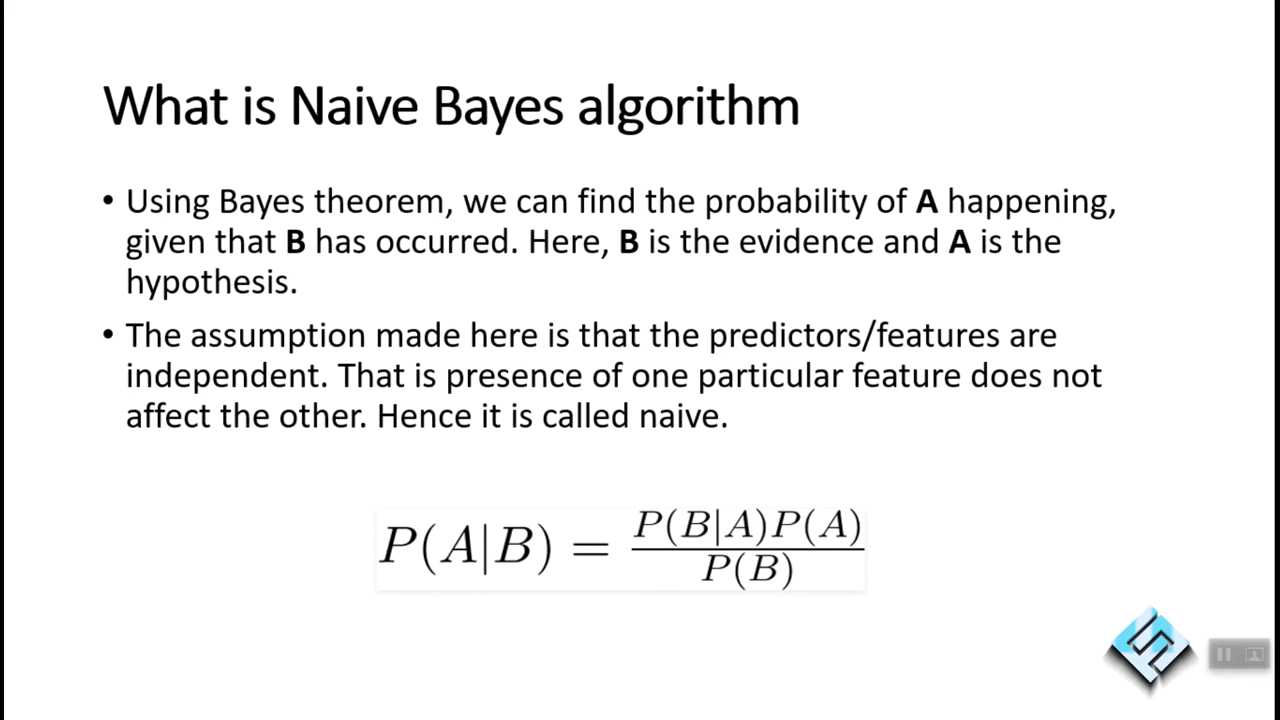 What is Naive Bayes algorithm
• Using Bayes theorem, we can find the probability of A happening,
given that B has occurred. Here, B is the evidence and A is the
hypothesis.
• The assumption made here is that the predictors/features are
independent. That is presence of one particular feature does not
affect the other. Hence it is called naive.
P(A|B) = P(B|A)P(A) / P(B)